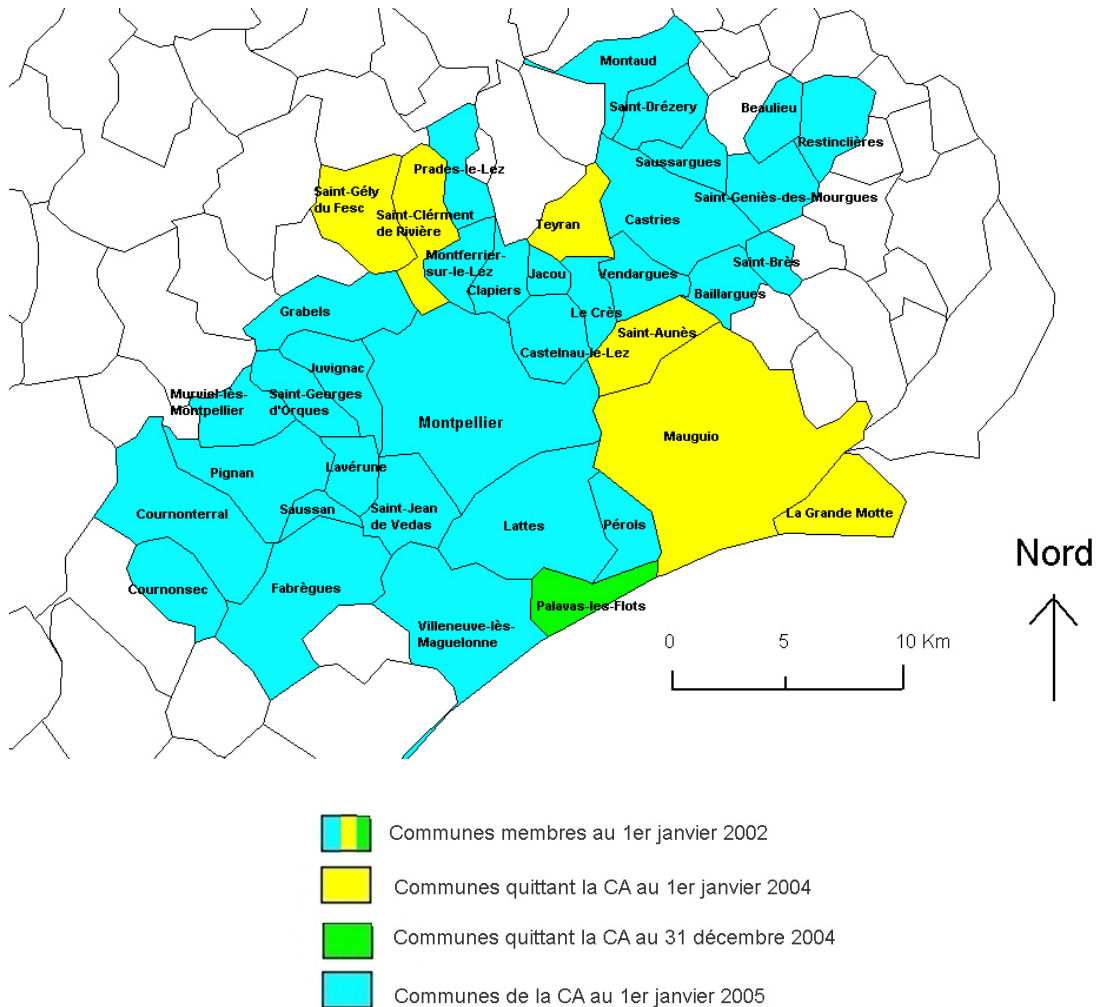 Montaud
Saint-Drézery
Beaulieu
Restinclières
Saussargues
Prades-le-Lez
Saint-Gély
du Fesc
Saint-Geniès-des-Mourgues
Saint-Clérment
de Rivière
Teyran
Castries
Montferrier-
sur-le-Léz
Saint-Brès
Jacou
Vendargues
Clapiers
Baillargues
Grabels
Le Crès
Saint-Aunès
Castelnau-le-Lez
Juvignac
Murviel-lès-
Montpellier
Saint-Georges
d'Orques
Montpellier
Mauguio
Pignan
Lavérune
Cournonterral
Saussan
Saint-Jean
de Vedas
Lattes
Pérols
La Grande Motte
Nord
Cournonsec
Fabrègues
Palavas-les-Flots
Villeneuve-lès-
Maguelonne
0 5 10 Km
Communes membres au 1er janvier 2002
Communes quittant la CA au 1er janvier 2004
Communes quittant la CA au 31 décembre 2004
Communes de la CA au 1er janvier 2005